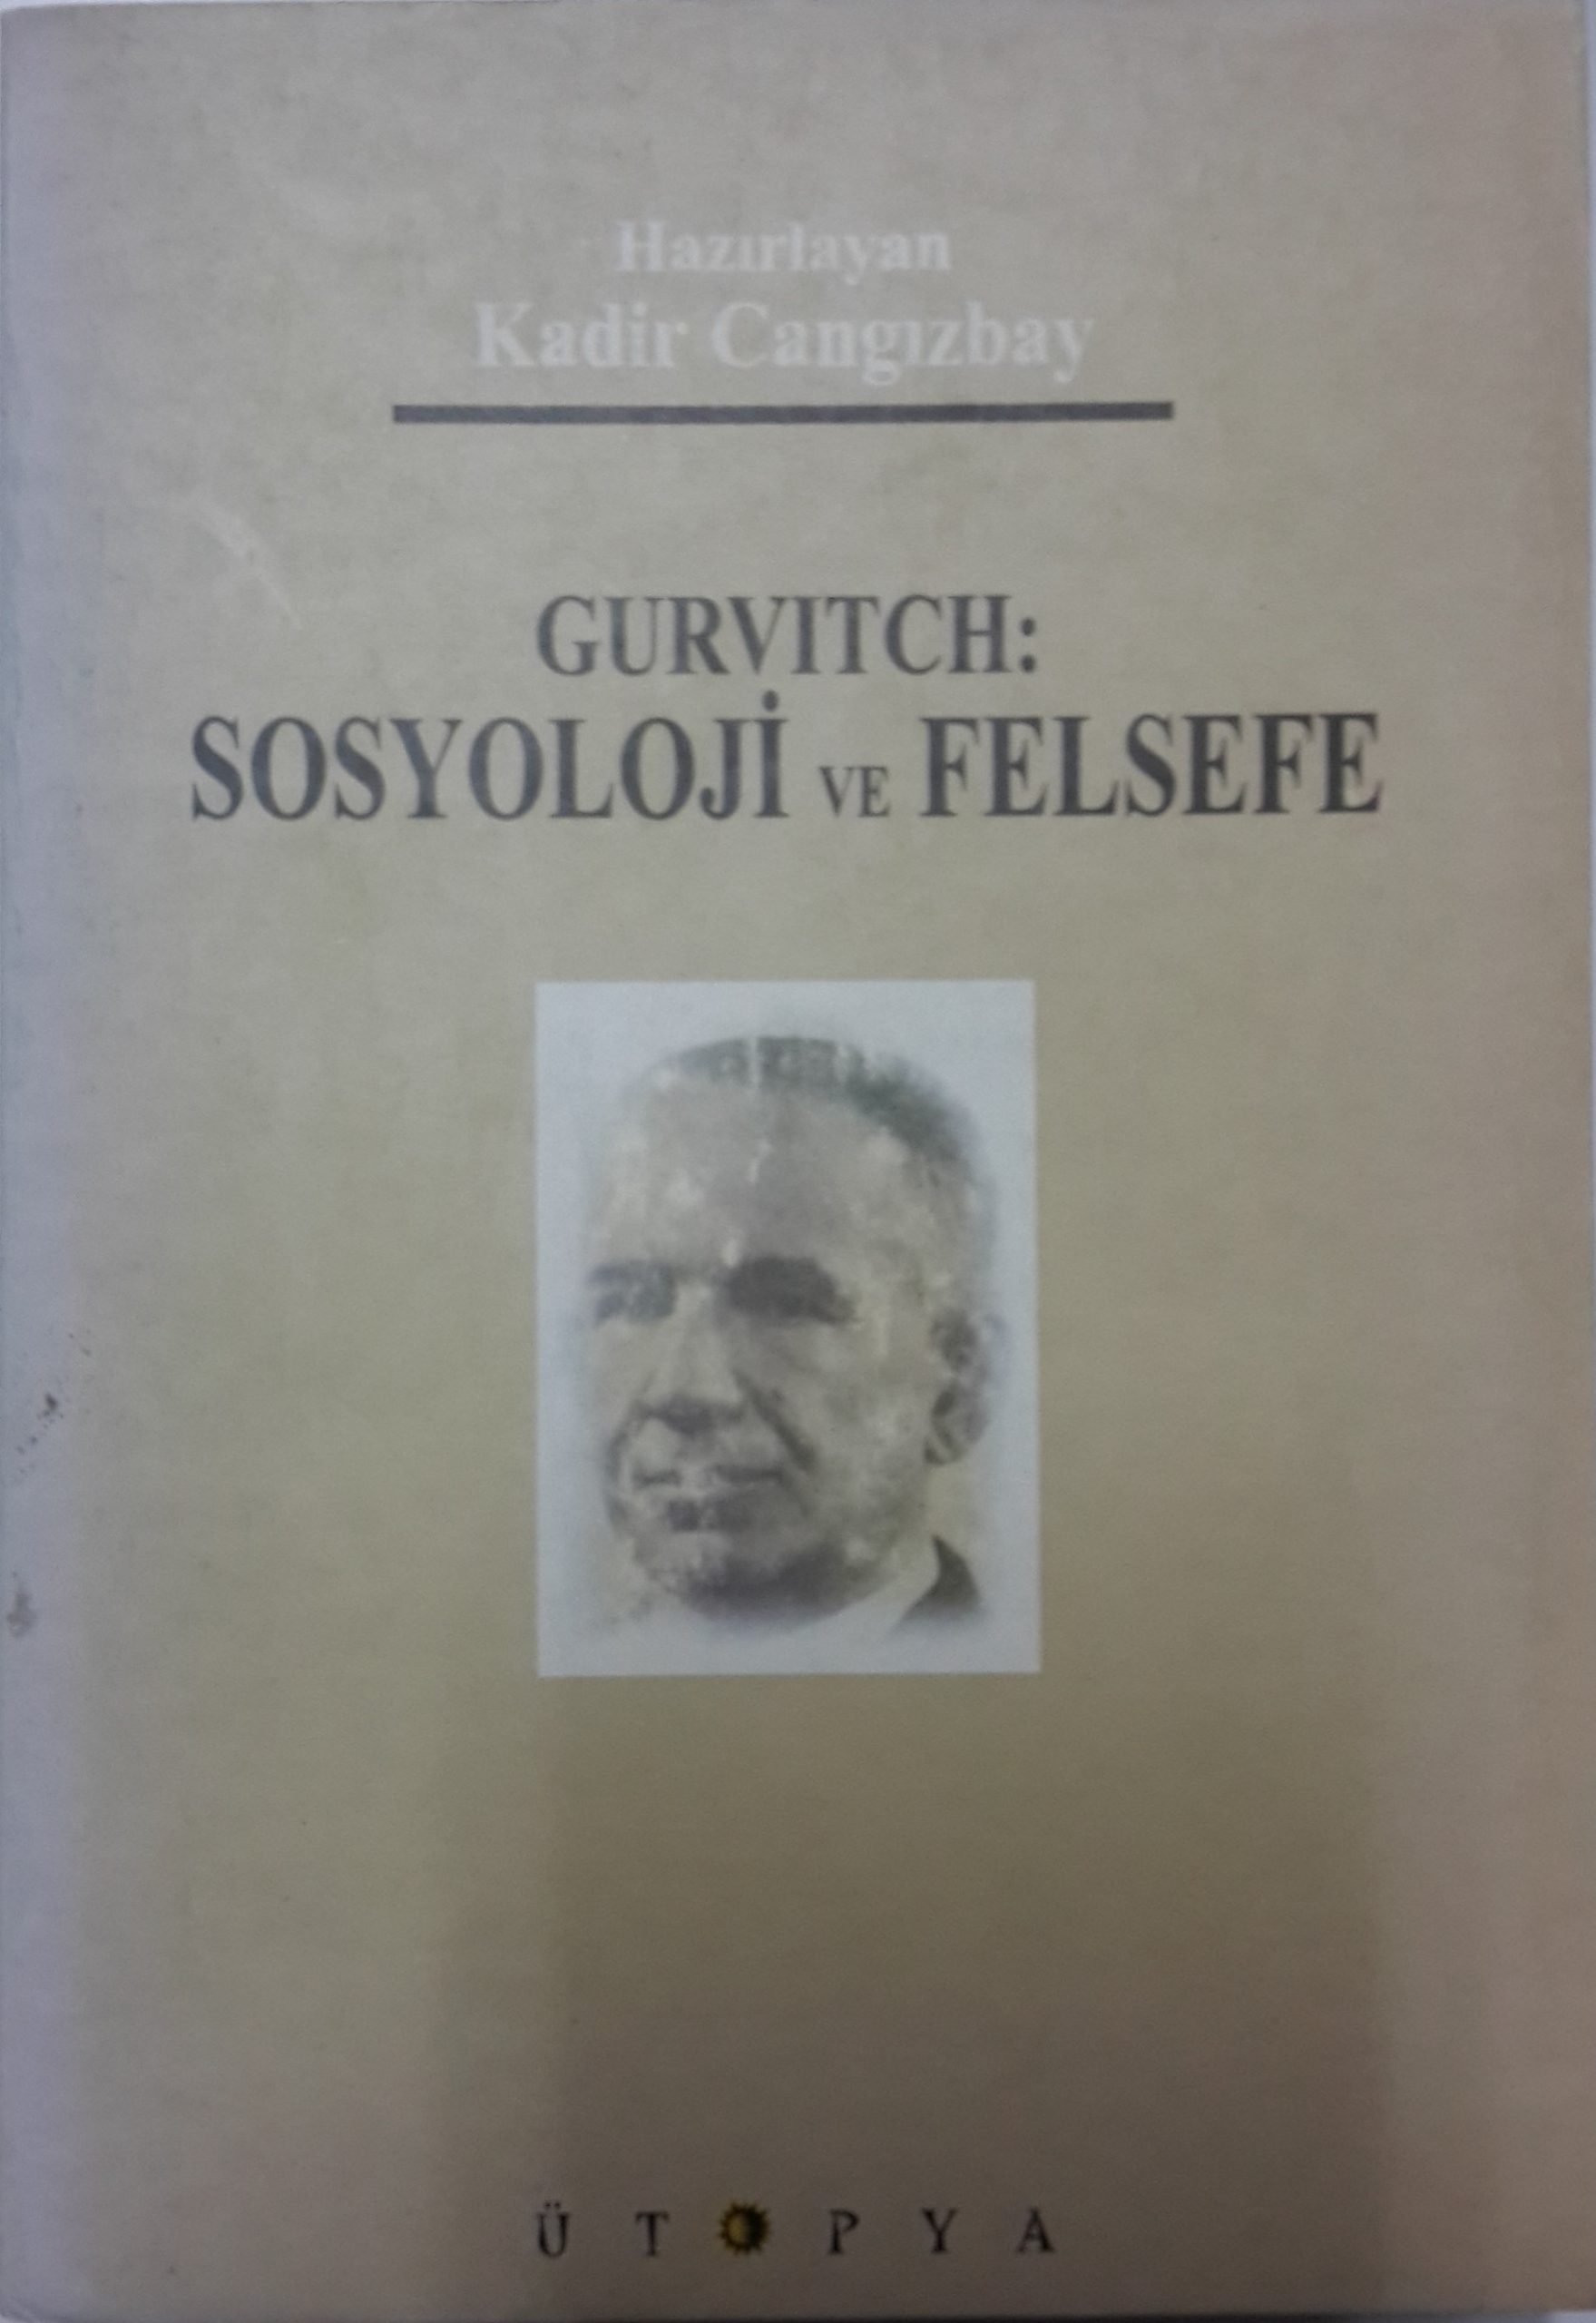 Hazırlayan
Kadir Cangızbay
GURVITCH:
SOSYOLOJİ VE FELSEFE
ÜTOPYA